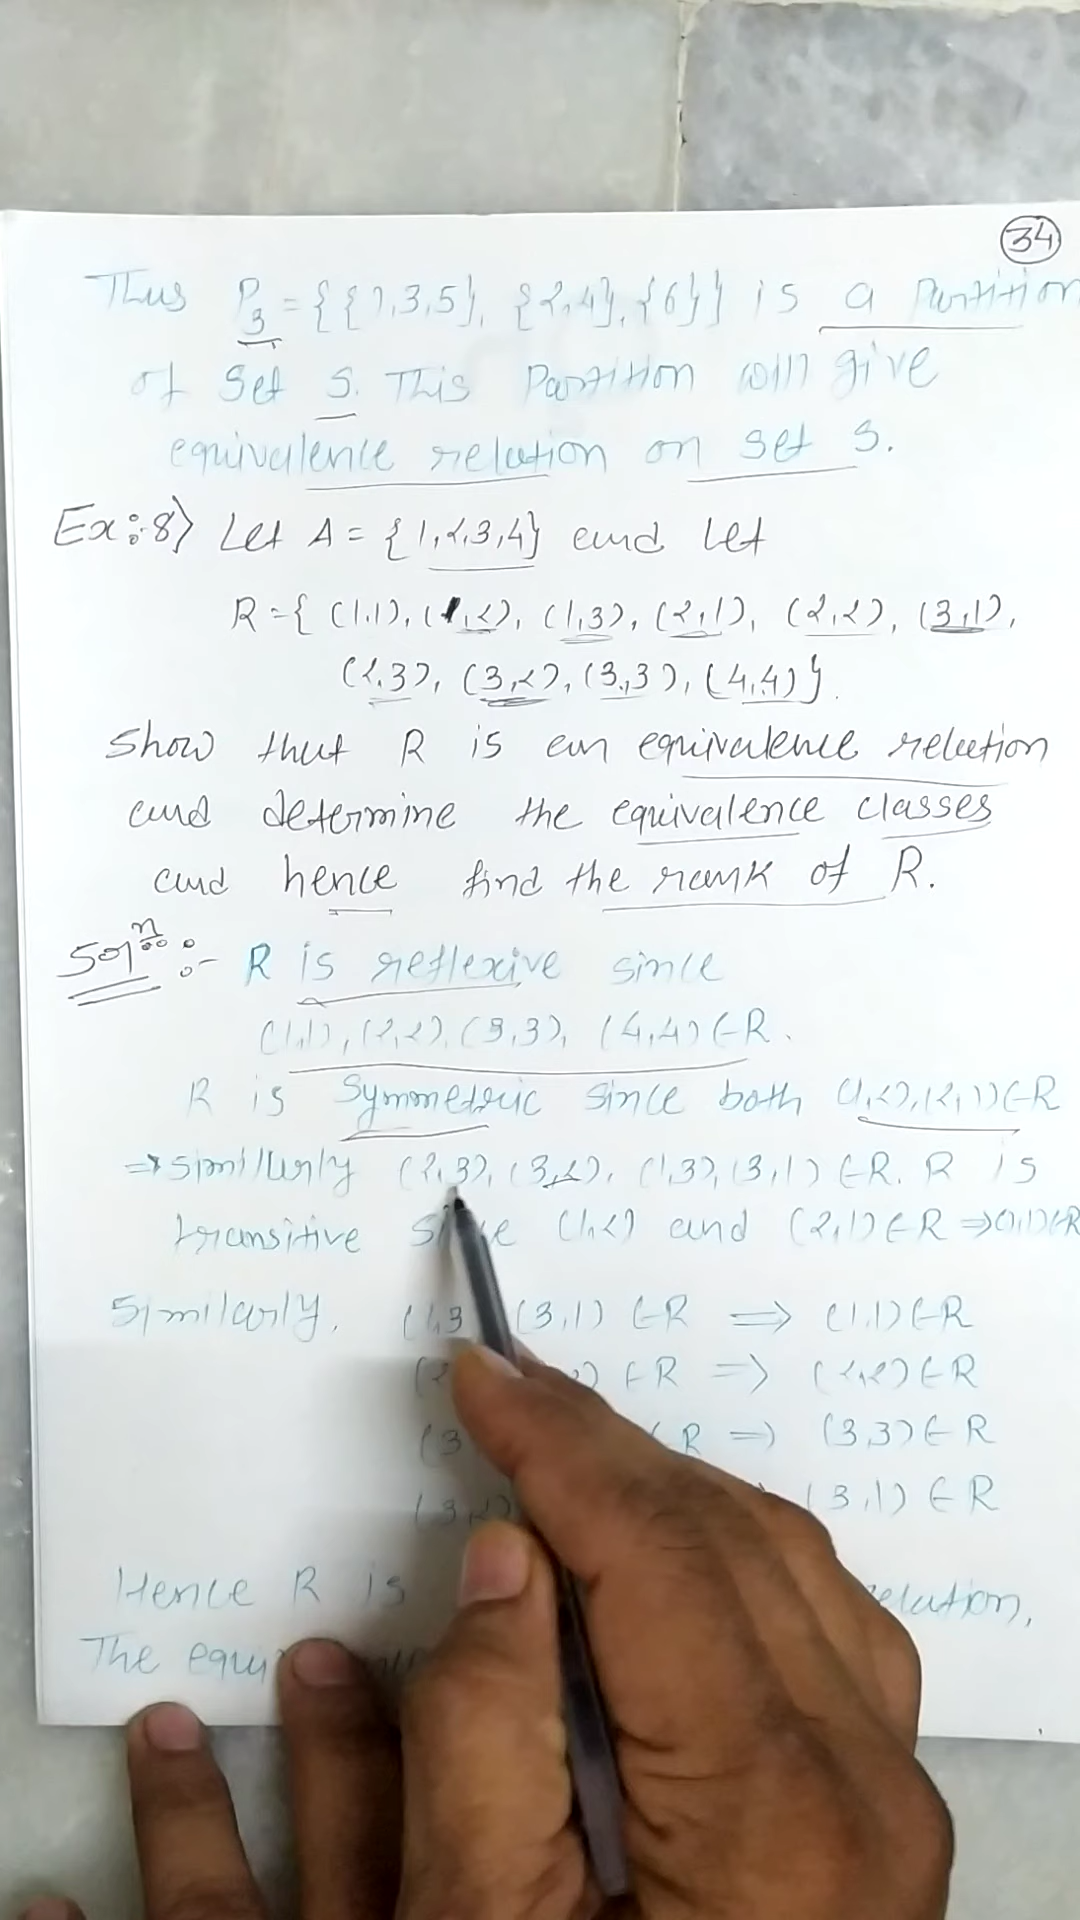 34
Thus P3 = {{1,3,5}, {2,4}, {6}} is a Partition
of Set S. This Partition will give
equivalence relation on set S.
Ex:-8) Let A = {1,2,3,4} and let
R = { (1,1), (1,2), (1,3), (2,1), (2,2), (3,1),
(2,3), (3,2), (3,3), (4,4)}.
Show that R is an equivalence relation
and determine the equivalence classes
and hence find the rank of R.
Solⁿ :- R is reflexive since
(1,1), (2,2), (3,3), (4,4) ∈ R.
R is Symmetric since both (1,2), (2,1) ∈ R
⇒ Similarly (2,3), (3,2), (1,3), (3,1) ∈ R. R is
transitive since (1,2) and (2,1) ∈ R ⇒ (1,1) ∈ R
Similarly, (1,3 (3,1) ∈ R ⇒ (1,1) ∈ R
∈ R ⇒ (2,2) ∈ R
(3 R ⇒ (3,3) ∈ R
(3,2) (3,1) ∈ R
Hence R is relation,
The